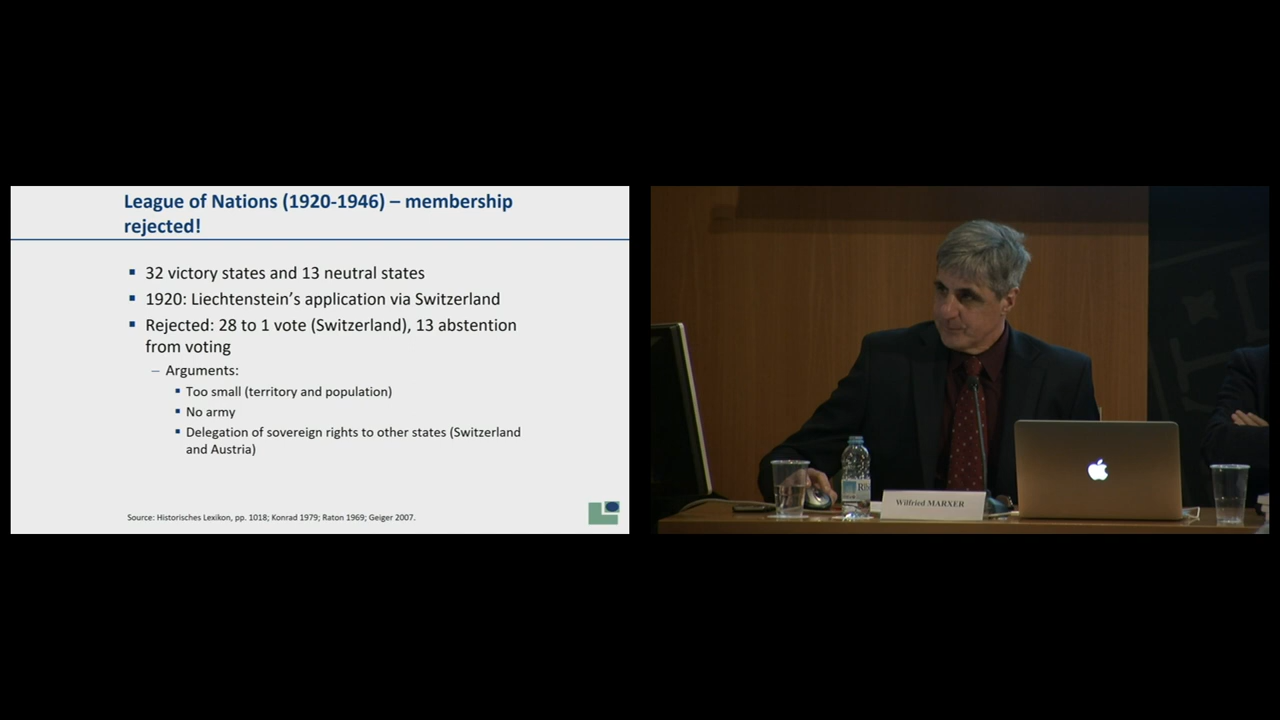 League of Nations (1920-1946) – membership
rejected!
32 victory states and 13 neutral states
1920: Liechtenstein's application via Switzerland
Rejected: 28 to 1 vote (Switzerland), 13 abstention
from voting
– Arguments:
Too small (territory and population)
No army
Delegation of sovereign rights to other states (Switzerland
and Austria)
Source: Historisches Lexikon, pp. 1018; Konrad 1979; Raton 1969; Geiger 2007.
Wilfried MARXER